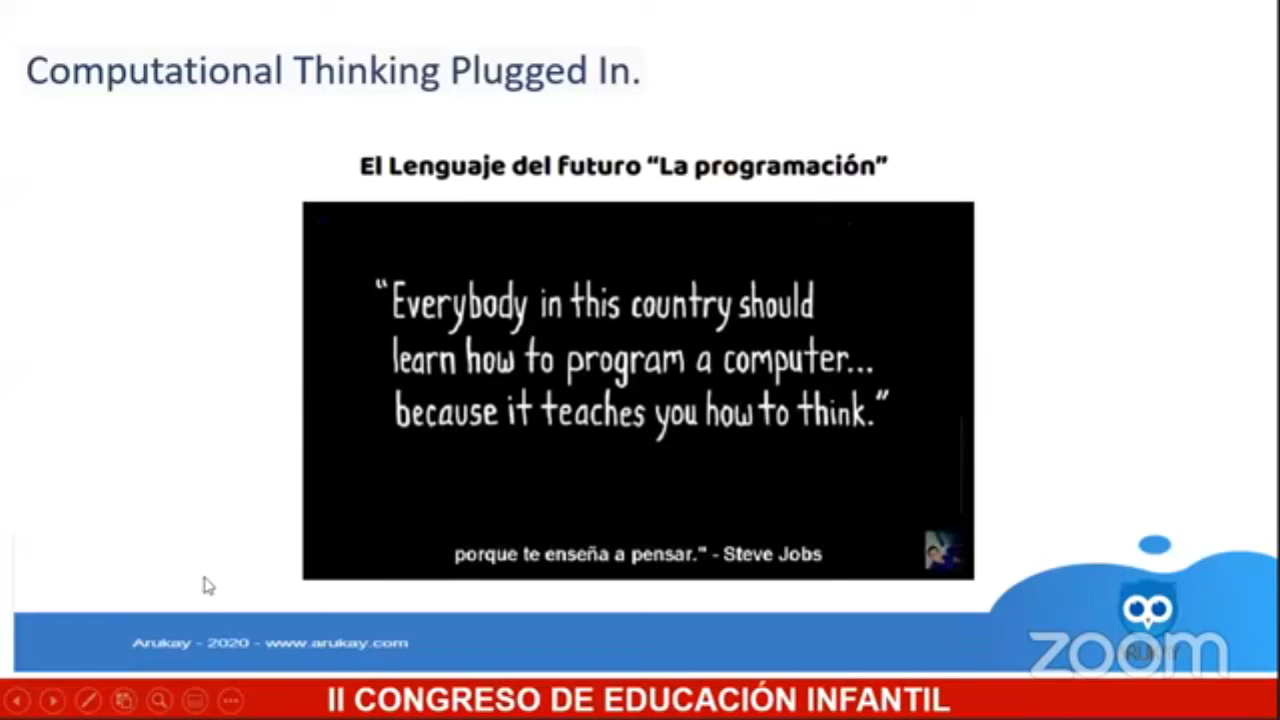 Computational Thinking Plugged In.
El Lenguaje del futuro “La programación”
“Everybody in this country should
learn how to program a computer...
because it teaches you how to think.”
porque te enseña a pensar." - Steve Jobs
Arukay - 2020 - www.arukay.com
zoom
II CONGRESO DE EDUCACIÓN INFANTIL